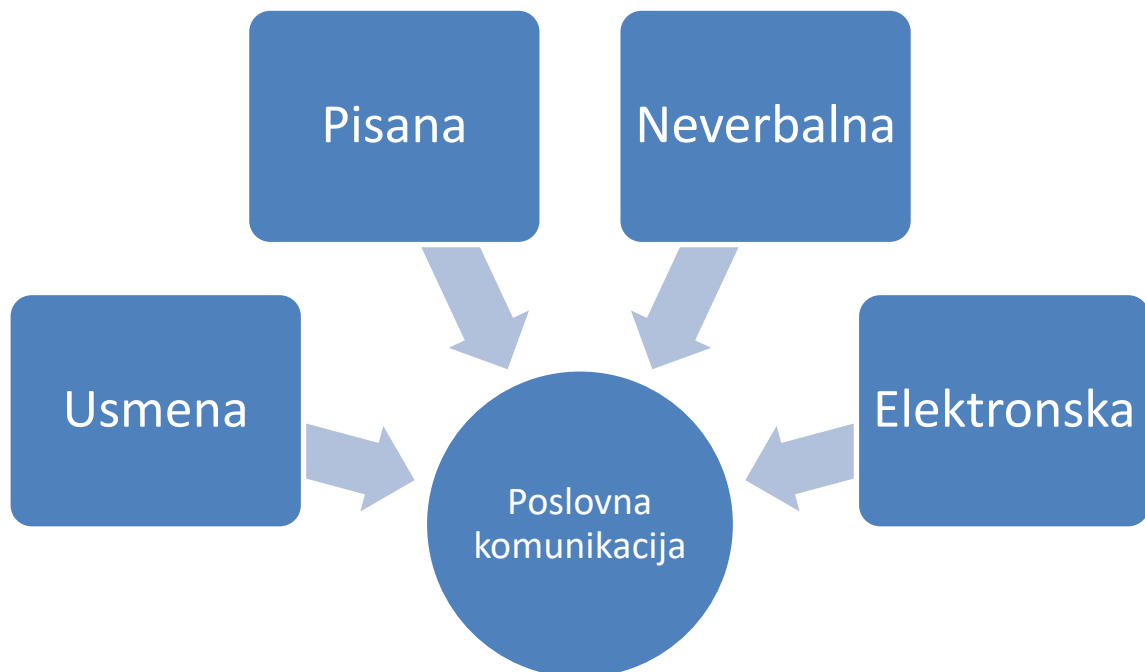 Pisana
Neverbalna
Usmena
Elektronska
Poslovna
komunikacija